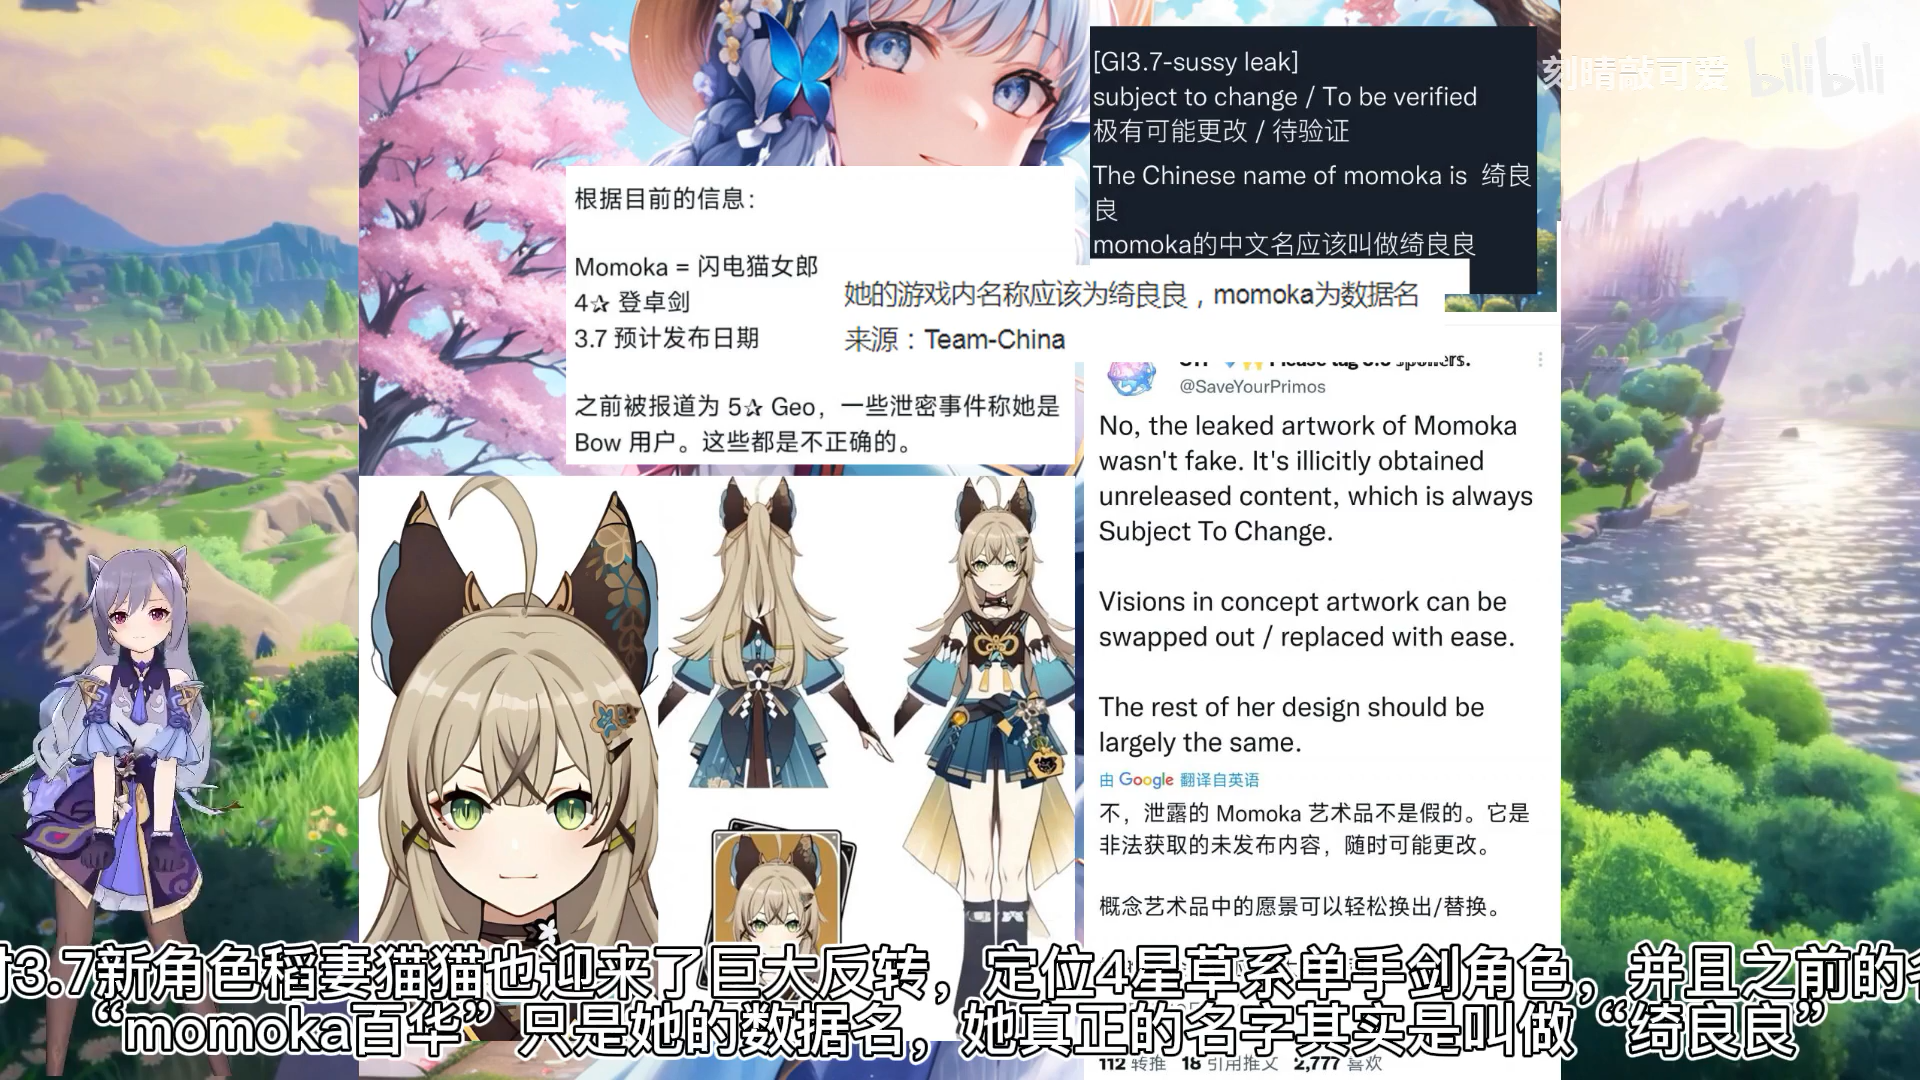 刻晴敲可爱 bilibili
[GI3.7-sussy leak]
subject to change / To be verified
极有可能更改 / 待验证
The Chinese name of momoka is 绮良
良
momoka的中文名应该叫做绮良良
根据目前的信息：
Momoka = 闪电猫女郎
4☆ 登卓剑
3.7 预计发布日期
她的游戏内名称应该为绮良良，momoka为数据名
来源：Team-China
之前被报道为 5☆ Geo，一些泄密事件称她是
Bow 用户。这些都是不正确的。
@SaveYourPrimos
No, the leaked artwork of Momoka
wasn't fake. It's illicitly obtained
unreleased content, which is always
Subject To Change.
Visions in concept artwork can be
swapped out / replaced with ease.
The rest of her design should be
largely the same.
由 Google 翻译自英语
不，泄露的 Momoka 艺术品不是假的。它是
非法获取的未发布内容，随时可能更改。
概念艺术品中的愿景可以轻松换出/替换。
3.7新角色稻妻猫猫也迎来了巨大反转，定位4星草系单手剑角色，并且之前的名
“momoka百华”只是她的数据名，她真正的名字其实是叫做“绮良良”
112 转推 18 引用推文 2,777 喜欢